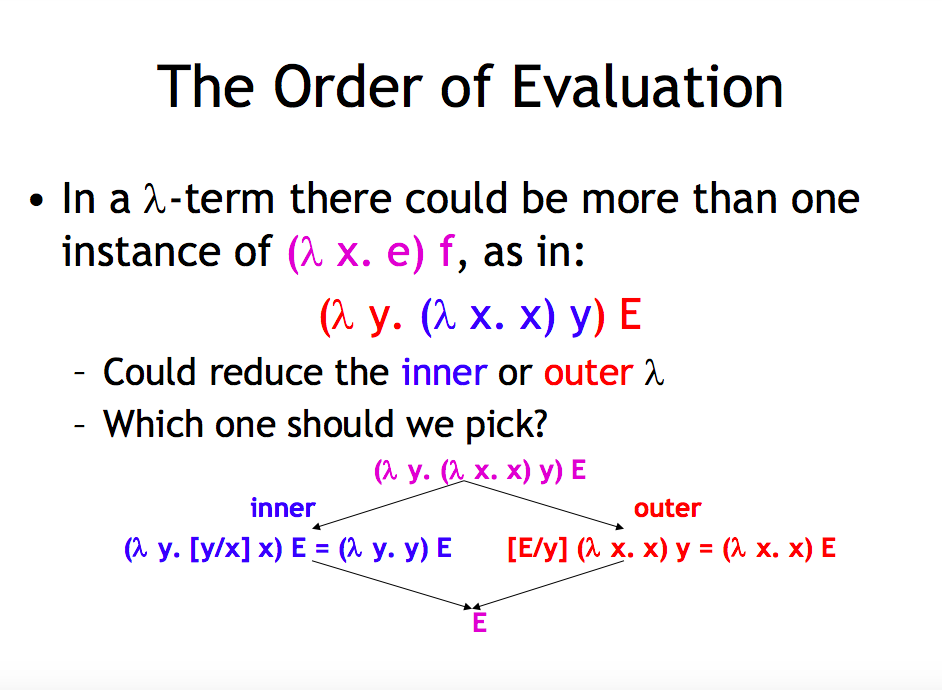 The Order of Evaluation
• In a λ-term there could be more than one
instance of (λ x. e) f, as in:
(λ y. (λ x. x) y) E
– Could reduce the inner or outer λ
– Which one should we pick?
(λ y. (λ x. x) y) E
inner outer
(λ y. [y/x] x) E = (λ y. y) E [E/y] (λ x. x) y = (λ x. x) E
E